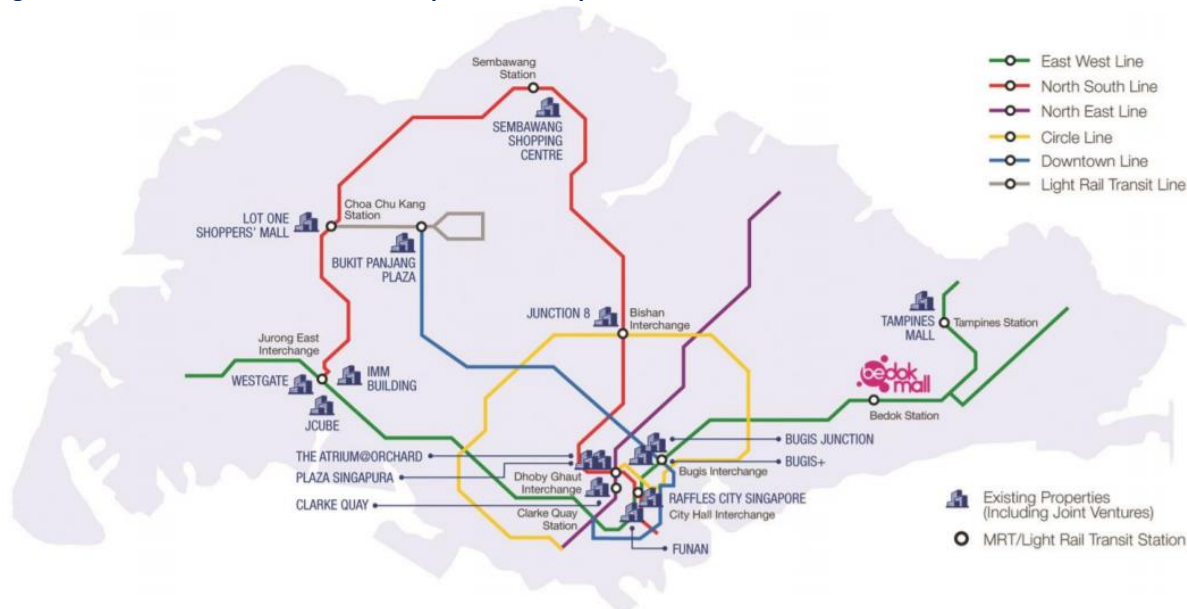 Sembawang
Station
SEMBAWANG
SHOPPING
CENTRE
East West Line
North South Line
North East Line
Circle Line
Downtown Line
Light Rail Transit Line
LOT ONE
SHOPPERS' MALL
Choa Chu Kang
Station
BUKIT PANJANG
PLAZA
JUNCTION 8
Bishan
Interchange
TAMPINES
MALL
Tampines Station
Jurong East
Interchange
WESTGATE
IMM
BUILDING
JCUBE
bedok
mall
Bedok Station
THE ATRIUM@ORCHARD
PLAZA SINGAPURA
CLARKE QUAY
Dhoby Ghaut
Interchange
Clarke Quay
Station
BUGIS JUNCTION
BUGIS+
Bugis Interchange
RAFFLES CITY SINGAPORE
City Hall Interchange
FUNAN
Existing Properties
(Including Joint Ventures)
MRT/Light Rail Transit Station